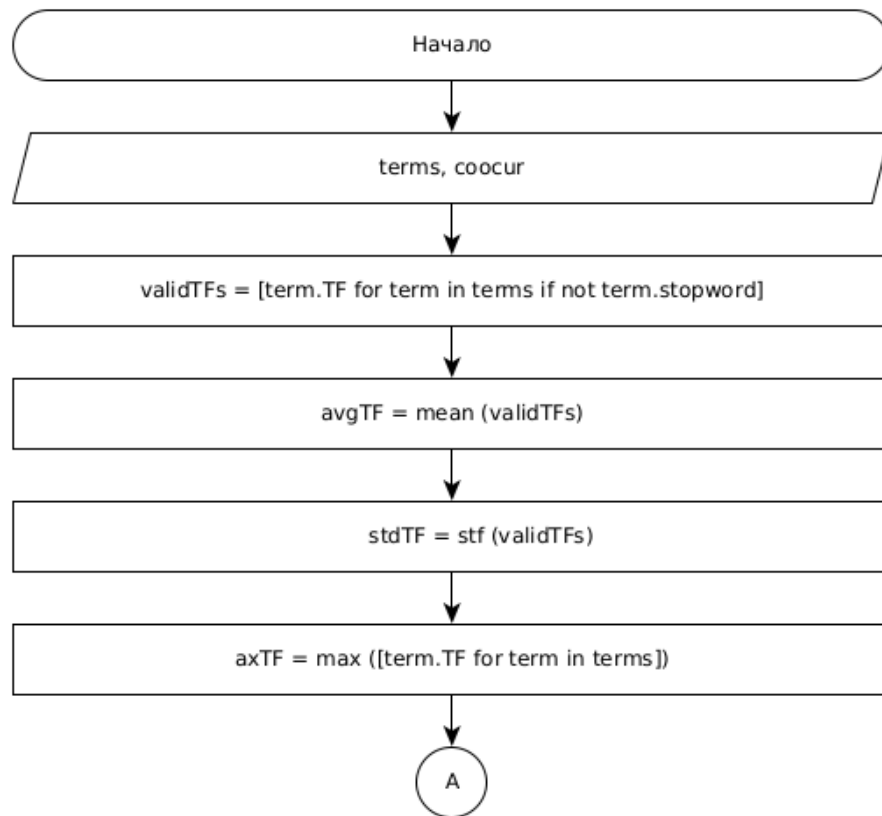 Начало
terms, coocur
validTFs = [term.TF for term in terms if not term.stopword]
avgTF = mean (validTFs)
stdTF = stf (validTFs)
axTF = max ([term.TF for term in terms])
A